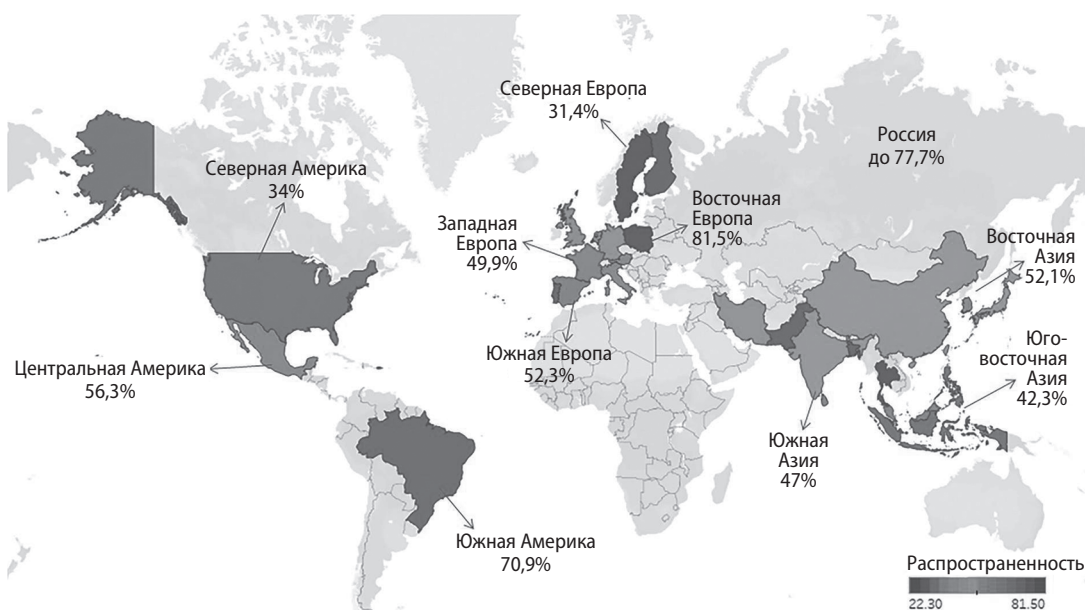 Северная Европа
31,4%
Россия
до 77,7%
Северная Америка
34%
Западная
Европа
49,9%
Восточная
Европа
81,5%
Восточная
Азия
52,1%
Южная Европа
52,3%
Юго-
восточная
Азия
42,3%
Центральная Америка
56,3%
Южная
Азия
47%
Южная Америка
70,9%
Распространенность
22.30 81.50